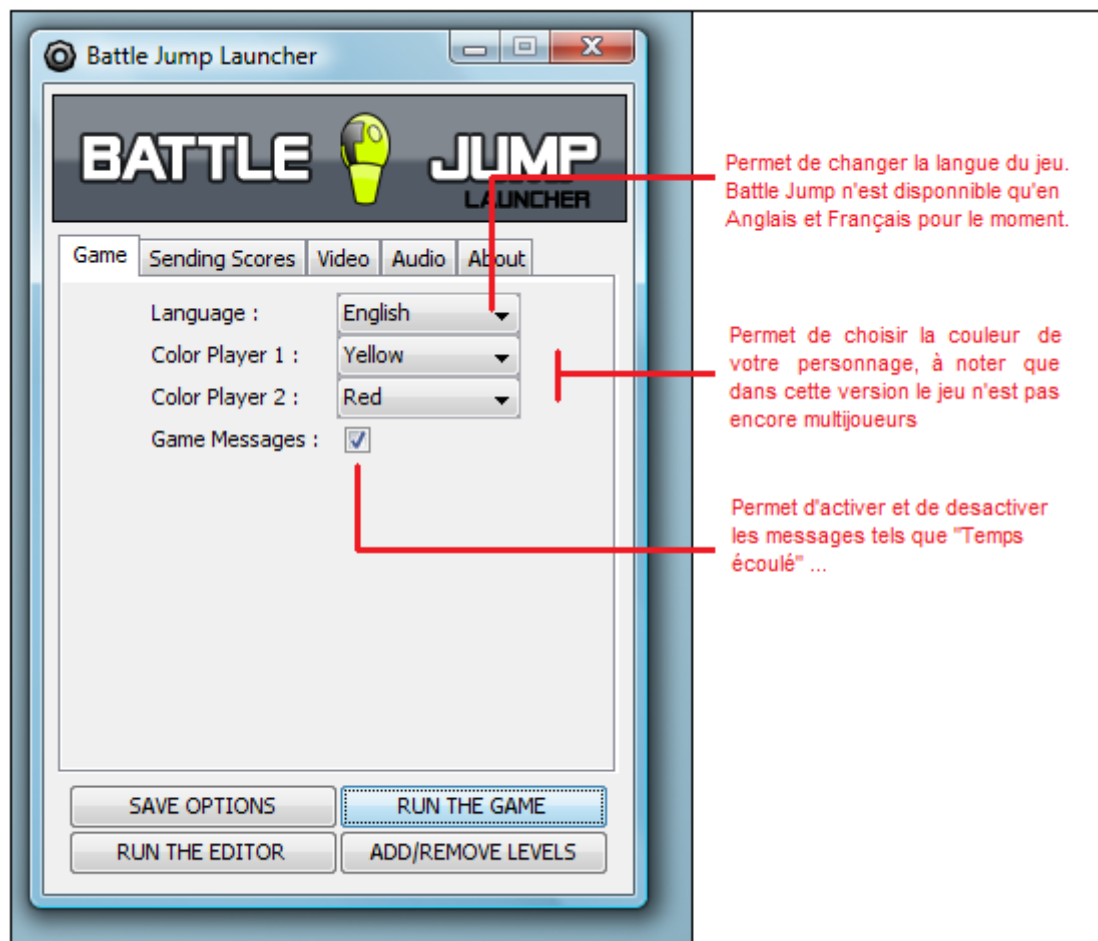 Battle Jump Launcher
BATTLE JUMP
LAUNCHER
Game Sending Scores Video Audio About
Language : English
Color Player 1 : Yellow
Color Player 2 : Red
Game Messages :
SAVE OPTIONS RUN THE GAME
RUN THE EDITOR ADD/REMOVE LEVELS
Permet de changer la langue du jeu.
Battle Jump n'est disponnible qu'en
Anglais et Français pour le moment.
Permet de choisir la couleur de
votre personnage, à noter que
dans cette version le jeu n'est pas
encore multijoueurs
Permet d'activer et de desactiver
les messages tels que "Temps
écoulé" ...